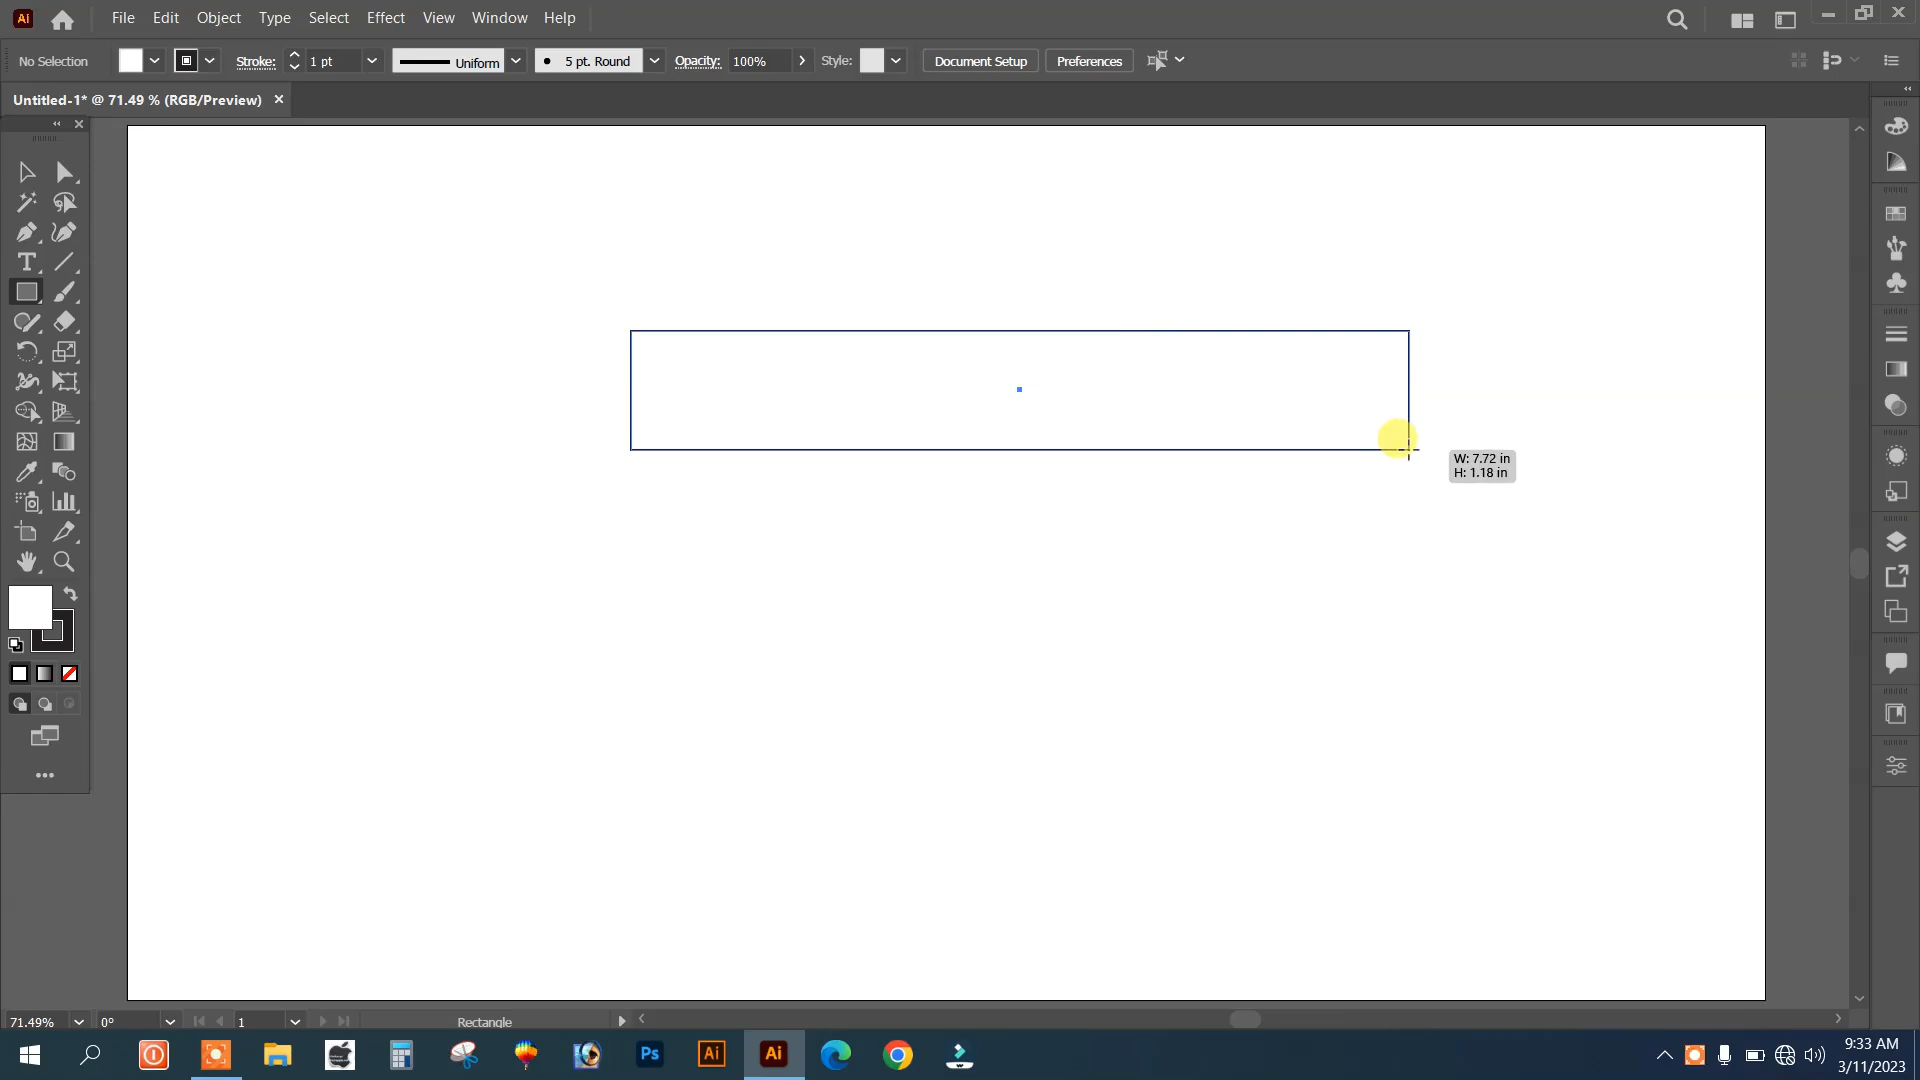 Ai File Edit Object Type Select Effect View Window Help
No Selection Stroke: 1 pt Uniform 5 pt. Round Opacity: 100% Style: Document Setup Preferences
Untitled-1* @ 71.49 % (RGB/Preview)
W: 7.72 in
H: 1.18 in
71.49% 0° 1 Rectangle
Ps Ai Ai
9:33 AM
3/11/2023